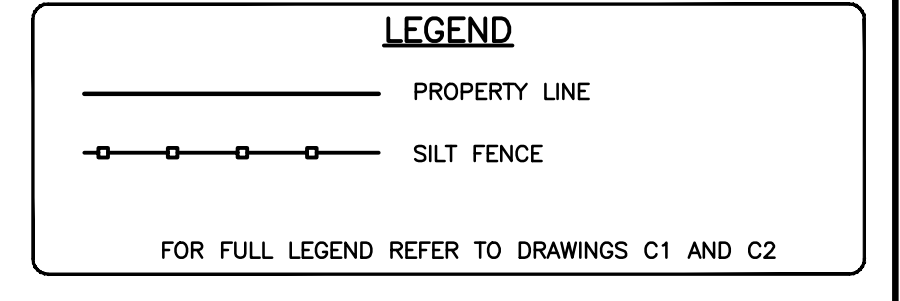 LEGEND
PROPERTY LINE
SILT FENCE
FOR FULL LEGEND REFER TO DRAWINGS C1 AND C2